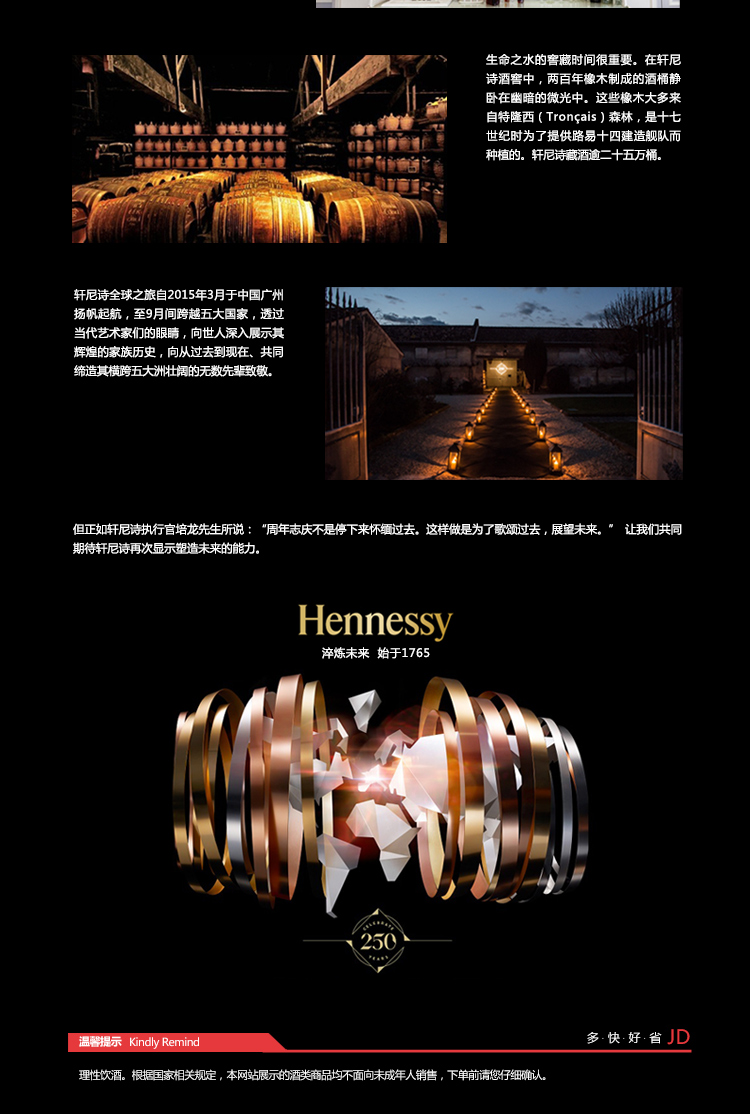 生命之水的窖藏时间很重要。在轩尼
诗酒窖中，两百年橡木制成的酒桶静
卧在幽暗的微光中。这些橡木大多来
自特隆西（Tronçais）森林，是十七
世纪时为了提供路易十四建造舰队而
种植的。轩尼诗藏酒逾二十五万桶。
轩尼诗全球之旅自2015年3月于中国广州
扬帆起航，至9月间跨越五大国家，透过
当代艺术家们的眼睛，向世人深入展示其
辉煌的家族历史，向从过去到现在、共同
缔造其横跨五大洲壮阔的无数先辈致敬。
但正如轩尼诗执行官培龙先生所说：“周年志庆不是停下来怀缅过去。这样做是为了歌颂过去，展望未来。” 让我们共同
期待轩尼诗再次显示塑造未来的能力。
Hennessy
淬炼未来 始于1765
CELEBRATE
250
YEARS
温馨提示 Kindly Remind
多·快·好·省 JD
理性饮酒。根据国家相关规定，本网站展示的酒类商品均不面向未成年人销售，下单前请您仔细确认。